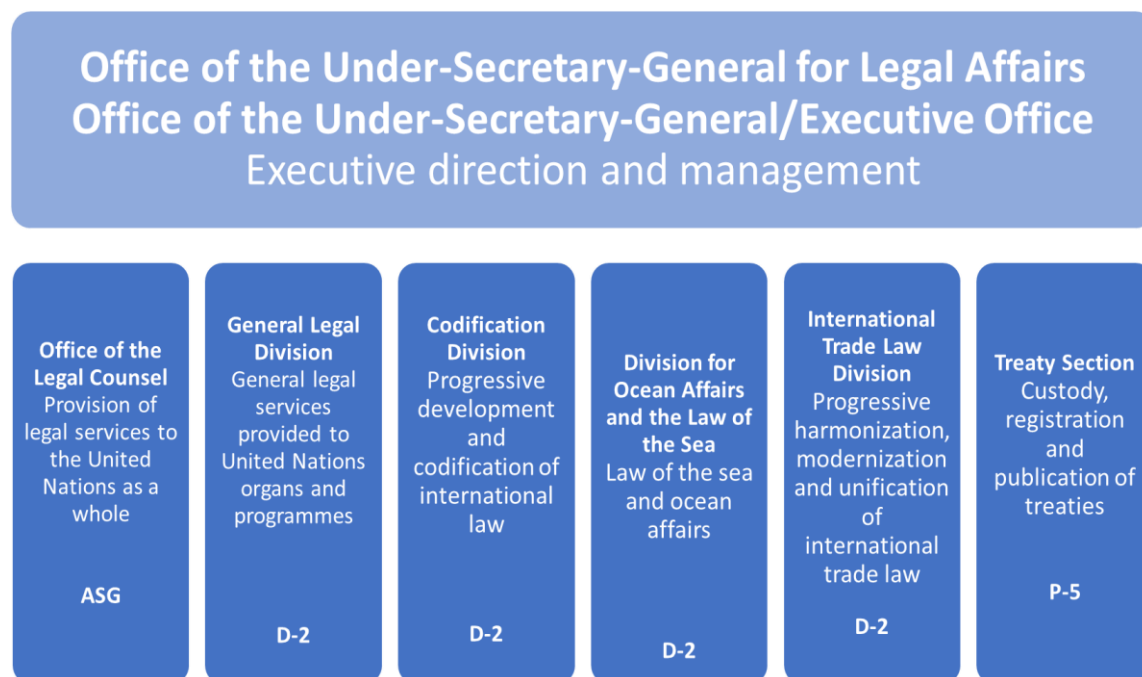 Office of the Under-Secretary-General for Legal Affairs
Office of the Under-Secretary-General/Executive Office
Executive direction and management
Office of the
Legal Counsel
Provision of
legal services to
the United
Nations as a
whole
ASG
General Legal
Division
General legal
services
provided to
United Nations
organs and
programmes
D-2
Codification
Division
Progressive
development
and
codification of
international
law
D-2
Division for
Ocean Affairs
and the Law of
the Sea
Law of the sea
and ocean
affairs
D-2
International
Trade Law
Division
Progressive
harmonization,
modernization
and unification
of
international
trade law
D-2
Treaty Section
Custody,
registration
and
publication of
treaties
P-5